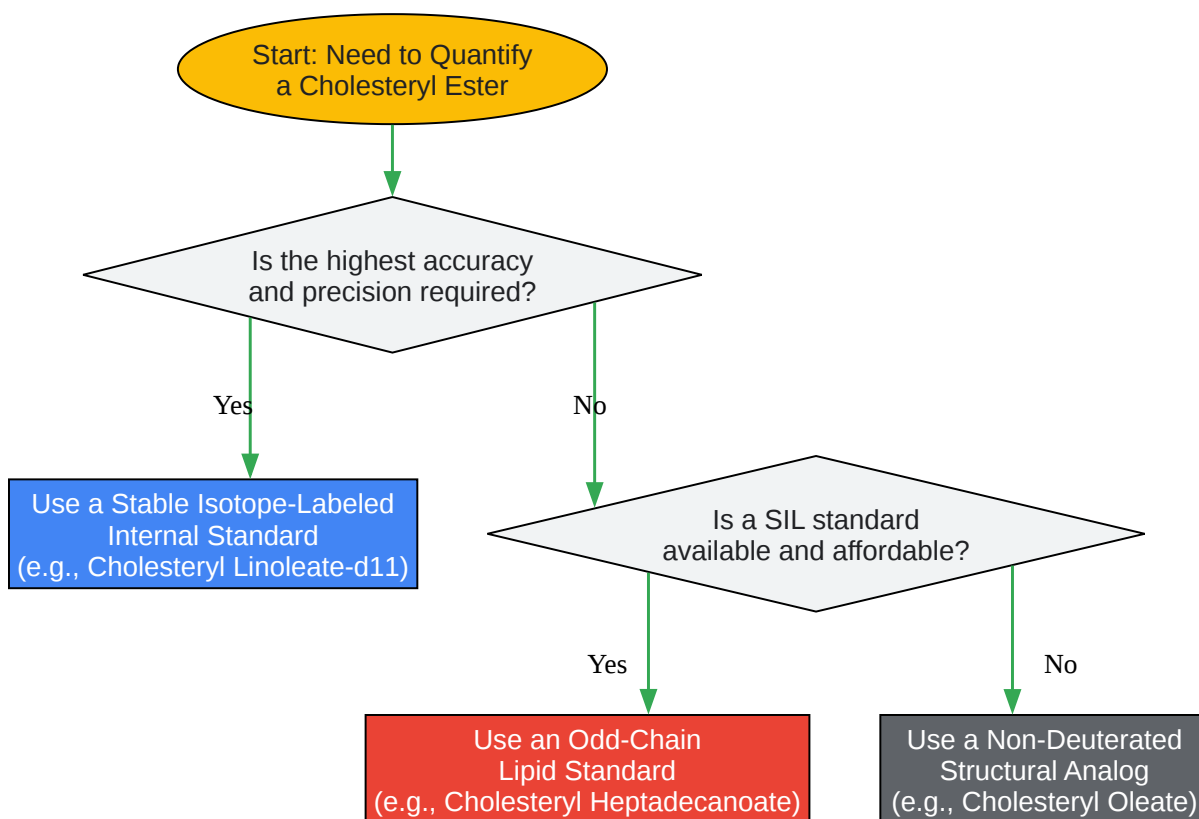 Start: Need to Quantify
a Cholesteryl Ester
Is the highest accuracy
and precision required?
Yes
No
Use a Stable Isotope-Labeled
Internal Standard
(e.g., Cholesteryl Linoleate-d11)
Is a SIL standard
available and affordable?
Yes
No
Use an Odd-Chain
Lipid Standard
(e.g., Cholesteryl Heptadecanoate)
Use a Non-Deuterated
Structural Analog
(e.g., Cholesteryl Oleate)